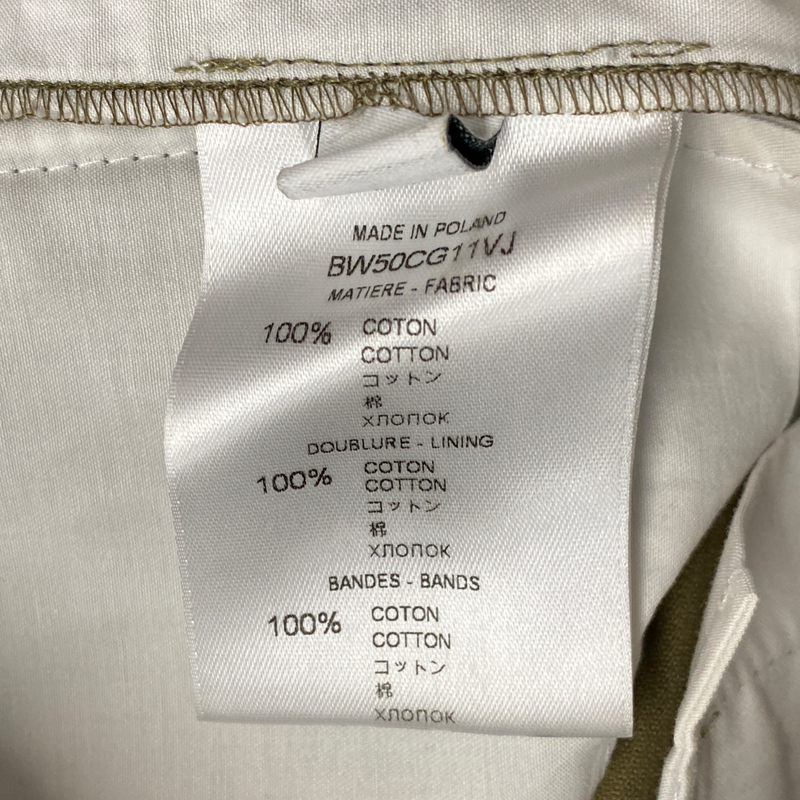 MADE IN POLAND
BW50CG11VJ
MATIERE - FABRIC
100% COTON
COTTON
コットン
棉
ХЛОПОК
DOUBLURE - LINING
100% COTON
COTTON
コットン
棉
ХЛОПОК
BANDES - BANDS
100% COTON
COTTON
コットン
棉
ХЛОПОК